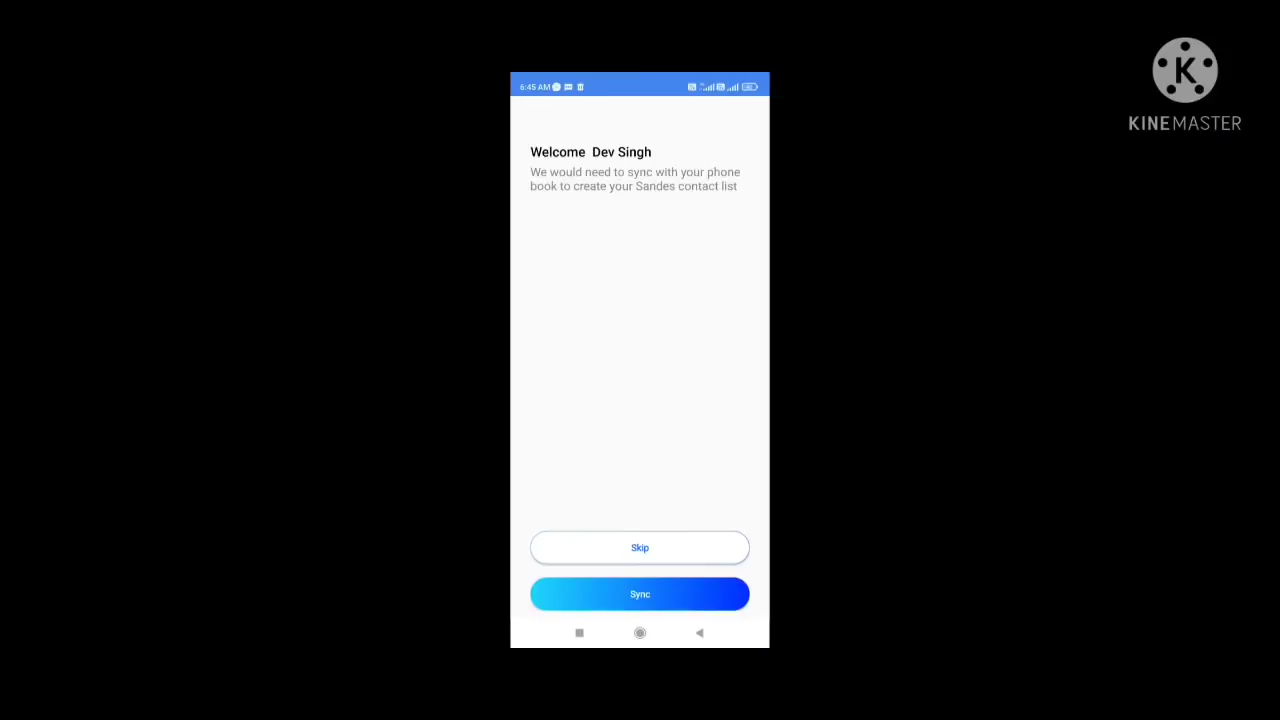 6:45 AM
KINEMASTER
Welcome  Dev Singh
We would need to sync with your phone
book to create your Sandes contact list
Skip
Sync